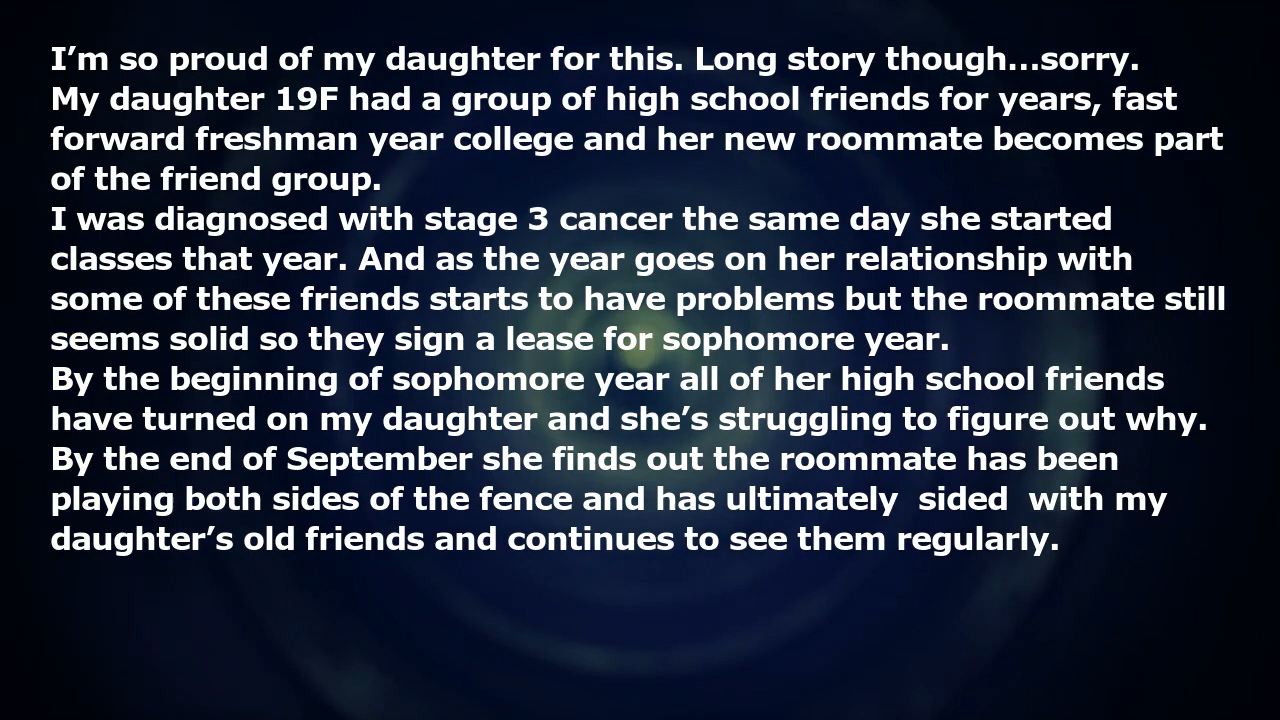 I’m so proud of my daughter for this. Long story though...sorry.
My daughter 19F had a group of high school friends for years, fast
forward freshman year college and her new roommate becomes part
of the friend group.
I was diagnosed with stage 3 cancer the same day she started
classes that year. And as the year goes on her relationship with
some of these friends starts to have problems but the roommate still
seems solid so they sign a lease for sophomore year.
By the beginning of sophomore year all of her high school friends
have turned on my daughter and she’s struggling to figure out why.
By the end of September she finds out the roommate has been
playing both sides of the fence and has ultimately  sided  with my
daughter’s old friends and continues to see them regularly.